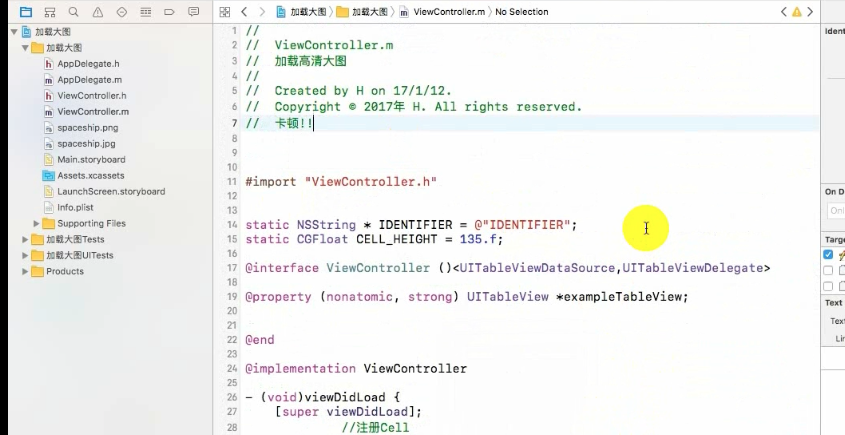 加载大图 〉 加载大图 〉 ViewController.m 〉 No Selection
加载大图
加载大图
AppDelegate.h
AppDelegate.m
ViewController.h
ViewController.m
spaceship.png
spaceship.jpg
Main.storyboard
Assets.xcassets
LaunchScreen.storyboard
Info.plist
Supporting Files
加载大图Tests
加载大图UITests
Products
1 //
2 //  ViewController.m
3 //  加载高清大图
4 //
5 //  Created by H on 17/1/12.
6 //  Copyright © 2017年 H. All rights reserved.
7 //  卡顿!!
8
9
10
11 #import "ViewController.h"
12
13
14 static NSString * IDENTIFIER = @"IDENTIFIER";
15 static CGFloat CELL_HEIGHT = 135.f;
16
17 @interface ViewController ()<UITableViewDataSource,UITableViewDelegate>
18
19 @property (nonatomic, strong) UITableView *exampleTableView;
20
21
22 @end
23
24 @implementation ViewController
25
26 - (void)viewDidLoad {
27     [super viewDidLoad];
28              //注册Cell
Ident
On D
Targe
Text
Tex
Li